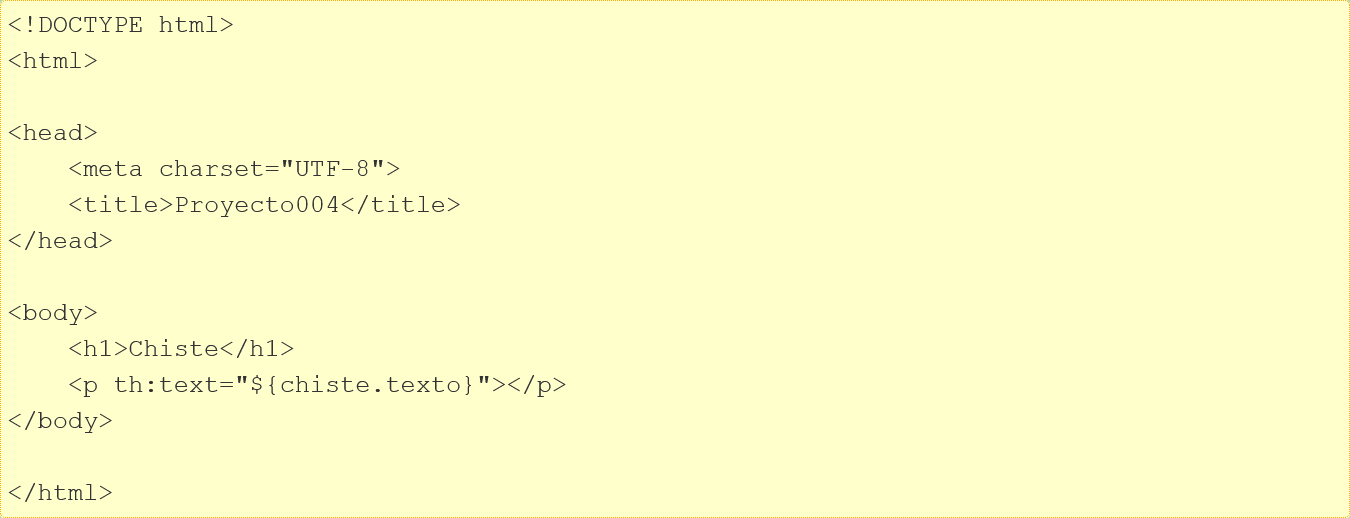 <!DOCTYPE html>
<html>
<head>
    <meta charset="UTF-8">
    <title>Proyecto004</title>
</head>
<body>
    <h1>Chiste</h1>
    <p th:text="${chiste.texto}"></p>
</body>
</html>